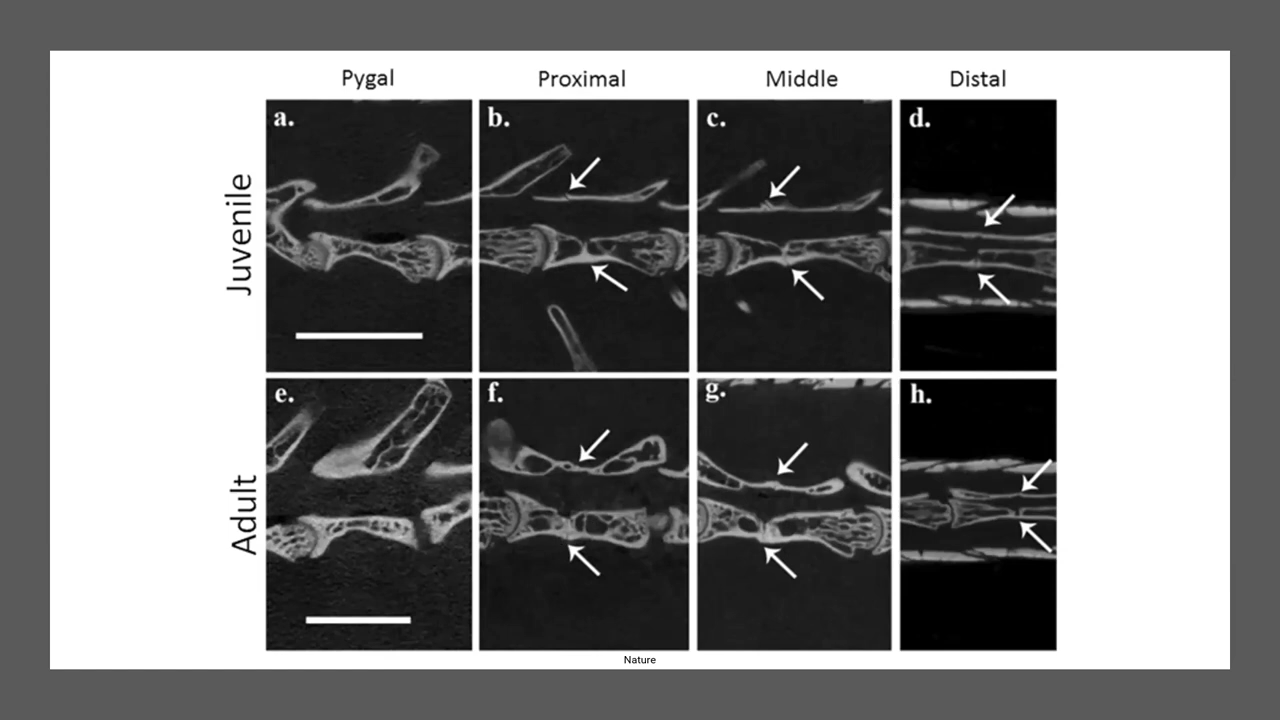 Pygal Proximal Middle Distal
Juvenile
a. b. c. d.
Adult
e. f. g. h.
Nature